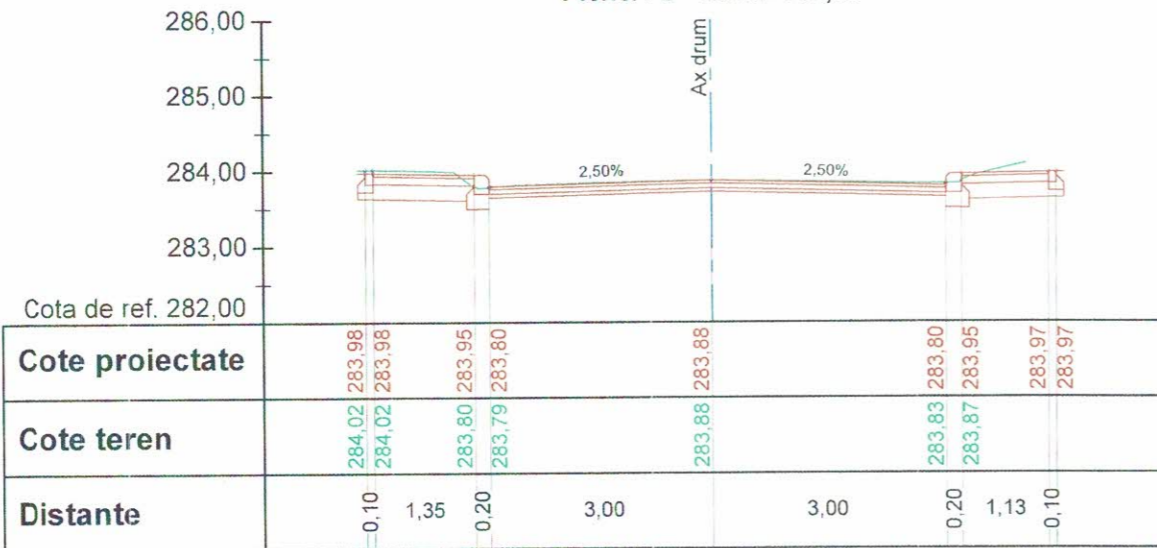 286,00
285,00
284,00
283,00
Cota de ref. 282,00
Ax drum
2,50% 2,50%
Cote proiectate 283,98 283,98 283,95 283,80 283,88 283,80 283,95 283,97 283,97
Cote teren 284,02 284,02 283,80 283,79 283,88 283,83 283,87
Distante 0,10 1,35 0,20 3,00 3,00 0,20 1,13 0,10